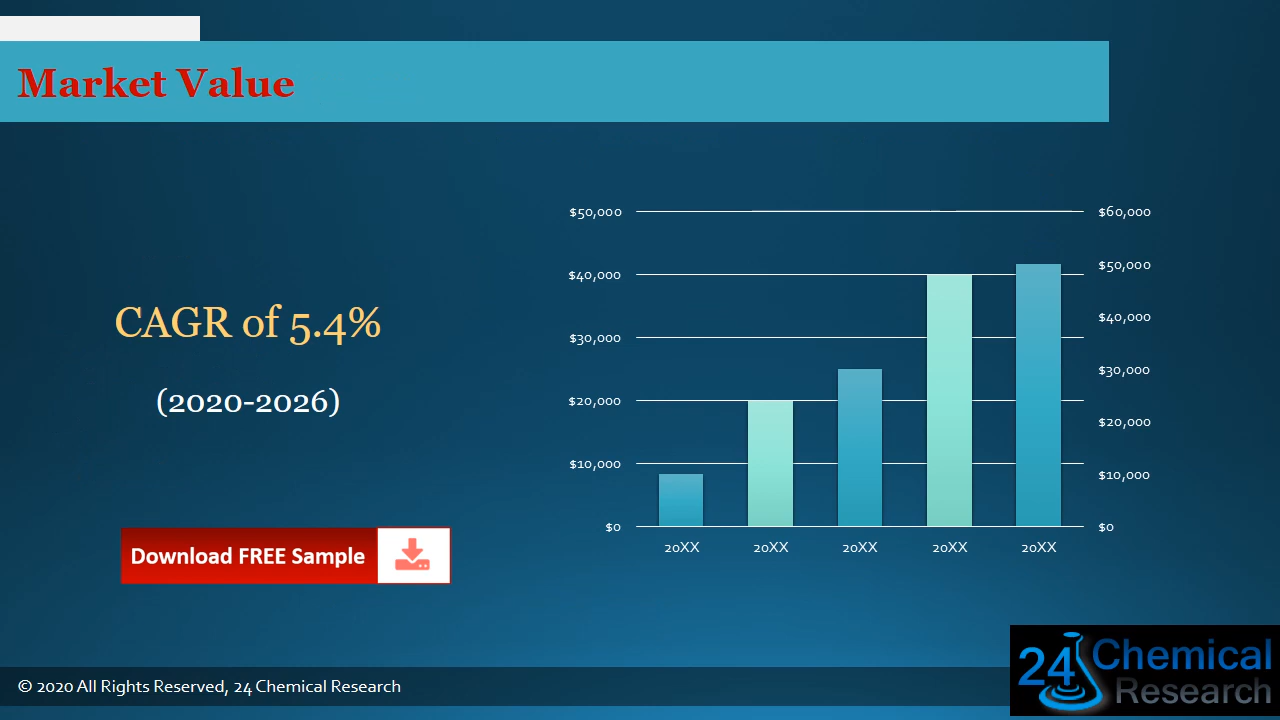 Market Value
CAGR of 5.4%
(2020-2026)
Download FREE Sample
$50,000
$40,000
$30,000
$20,000
$10,000
$0
$60,000
$50,000
$40,000
$30,000
$20,000
$10,000
$0
20XX 20XX 20XX 20XX 20XX
© 2020 All Rights Reserved, 24 Chemical Research
24 Chemical
Research